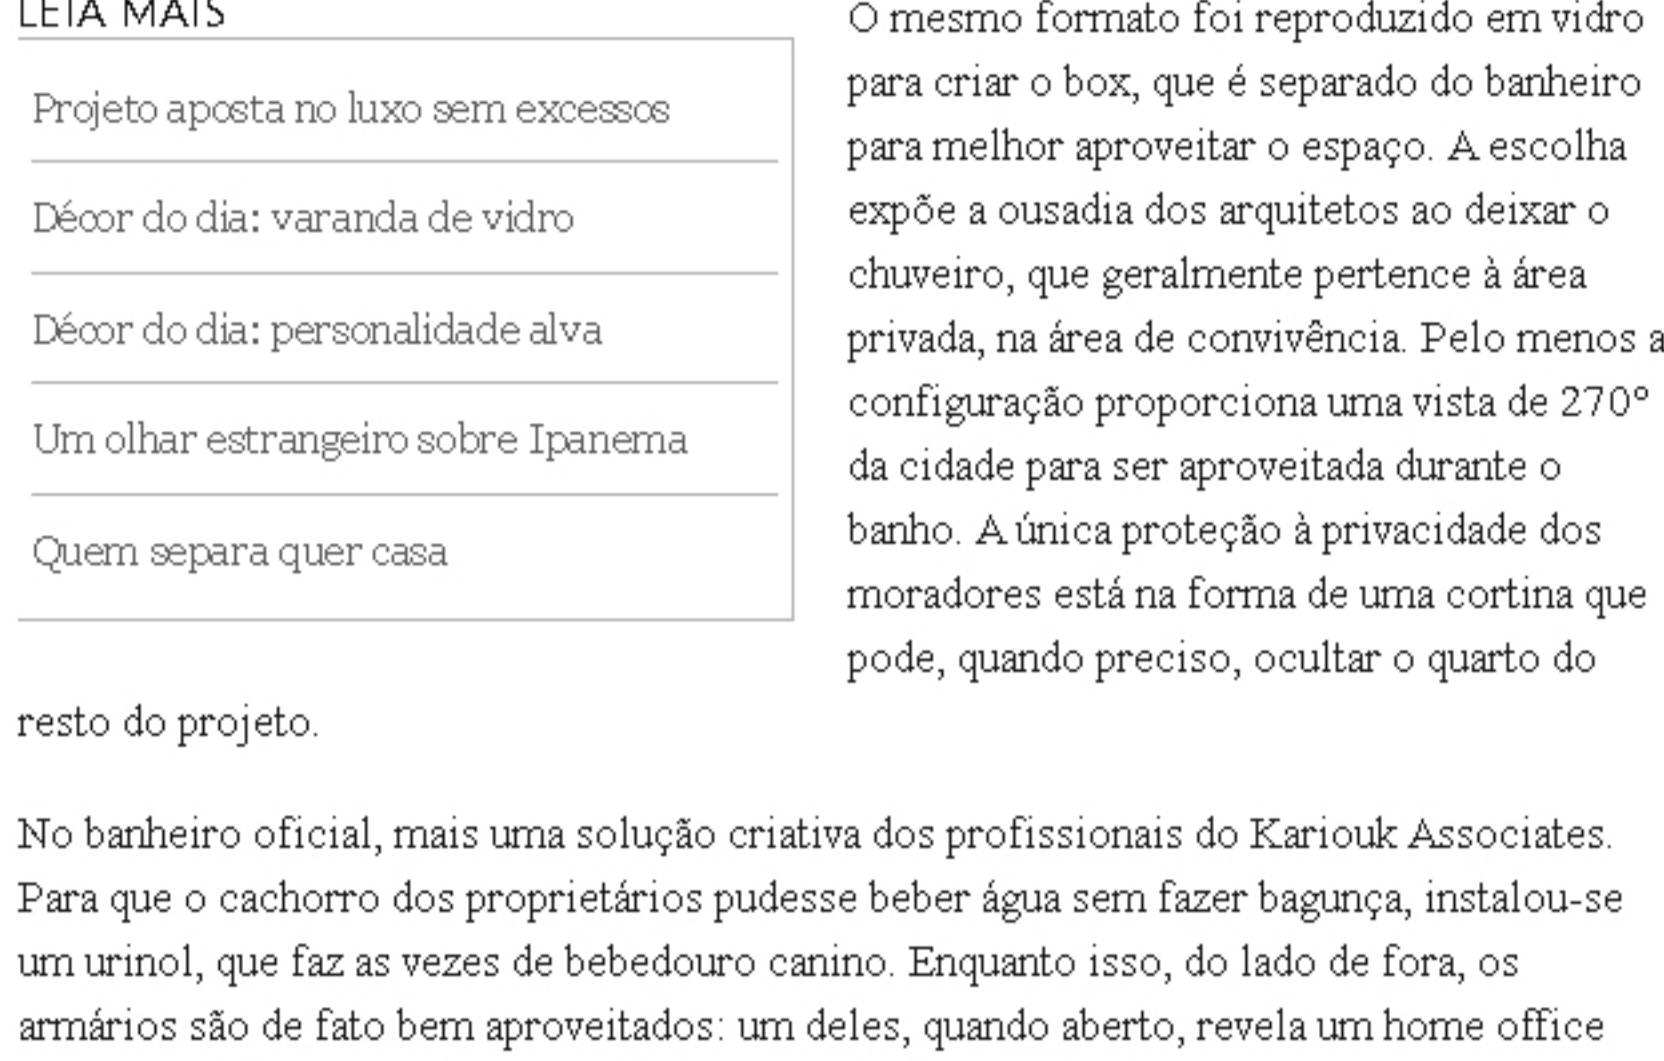 LEIA MAIS
Projeto aposta no luxo sem excessos
Décor do dia: varanda de vidro
Décor do dia: personalidade alva
Um olhar estrangeiro sobre Ipanema
Quem separa quer casa
O mesmo formato foi reproduzido em vidro
para criar o box, que é separado do banheiro
para melhor aproveitar o espaço. A escolha
expõe a ousadia dos arquitetos ao deixar o
chuveiro, que geralmente pertence à área
privada, na área de convivência. Pelo menos a
configuração proporciona uma vista de 270°
da cidade para ser aproveitada durante o
banho. A única proteção à privacidade dos
moradores está na forma de uma cortina que
pode, quando preciso, ocultar o quarto do
resto do projeto.
No banheiro oficial, mais uma solução criativa dos profissionais do Kariouk Associates.
Para que o cachorro dos proprietários pudesse beber água sem fazer bagunça, instalou-se
um urinol, que faz as vezes de bebedouro canino. Enquanto isso, do lado de fora, os
armários são de fato bem aproveitados: um deles, quando aberto, revela um home office